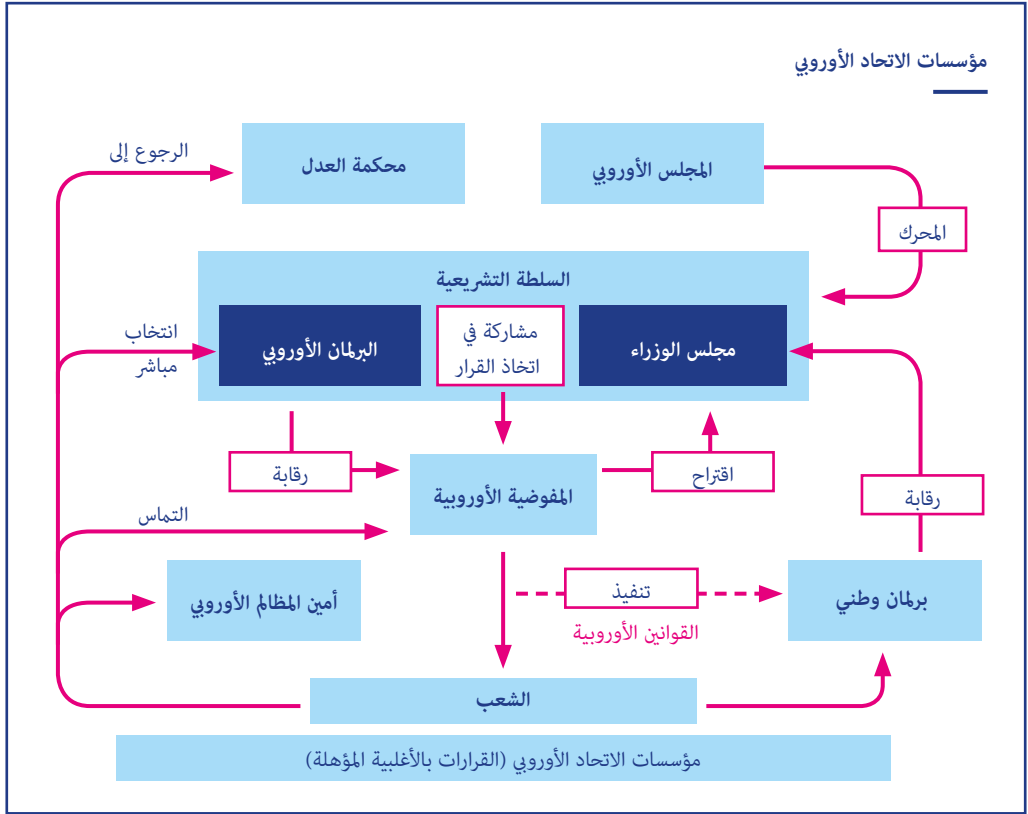 مؤسسات الاتحاد الأوروبي
المجلس الأوروبي
محكمة العدل
الرجوع إلى
المحرك
السلطة التشريعية
مجلس الوزراء
مشاركة في
اتخاذ القرار
البرلمان الأوروبي
انتخاب
مباشر
رقابة
اقتراح
رقابة
المفوضية الأوروبية
التماس
برلمان وطني
تنفيذ
القوانين الأوروبية
أمين المظالم الأوروبي
الشعب
مؤسسات الاتحاد الأوروبي (القرارات بالأغلبية المؤهلة)